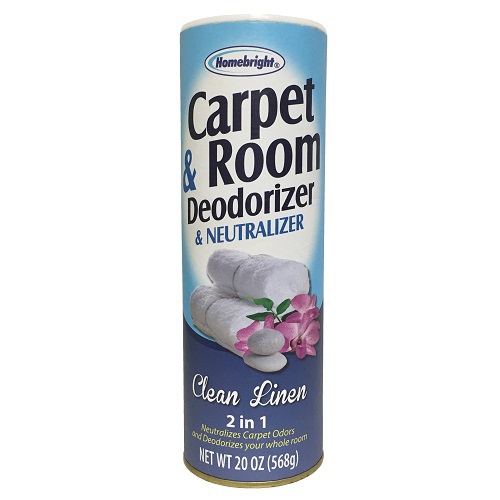 Homebright®
Carpet
& Room
Deodorizer
& NEUTRALIZER
Clean Linen
2 in 1
Neutralizes Carpet Odors
and Deodorizes your whole room
NET WT 20 OZ (568g)